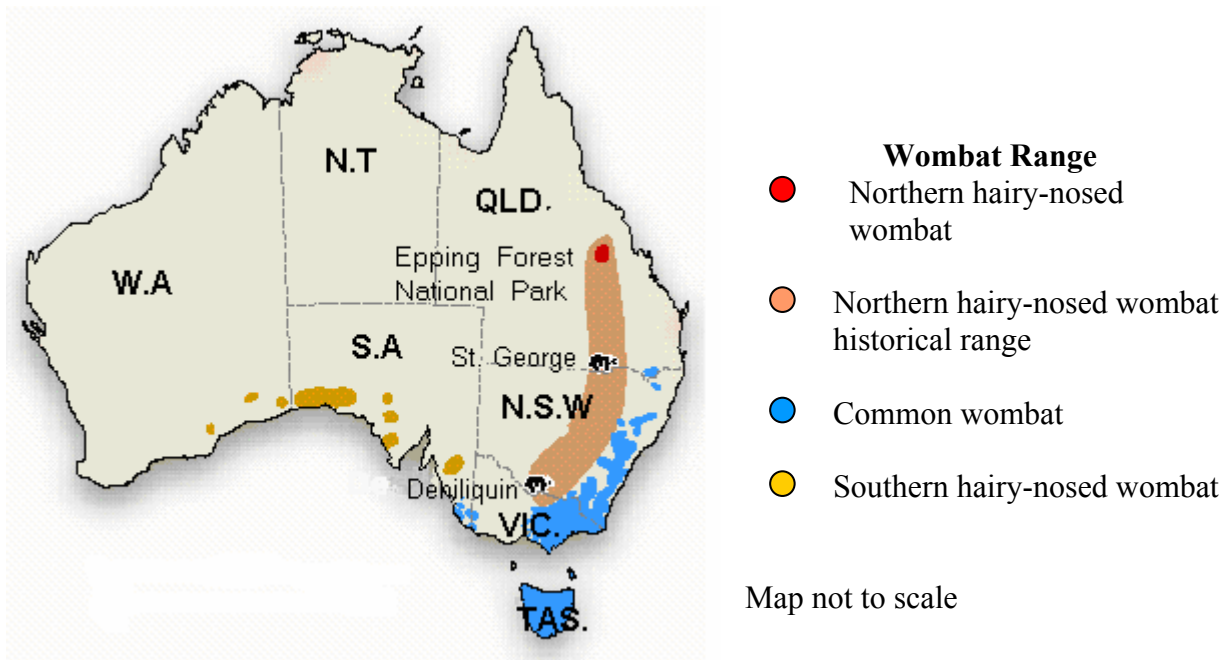 N.T
QLD.
Epping Forest
National Park
W.A
S.A
St. George
N.S.W
Deniliquin
VIC.
TAS.
Wombat Range
Northern hairy-nosed
wombat
Northern hairy-nosed wombat
historical range
Common wombat
Southern hairy-nosed wombat
Map not to scale